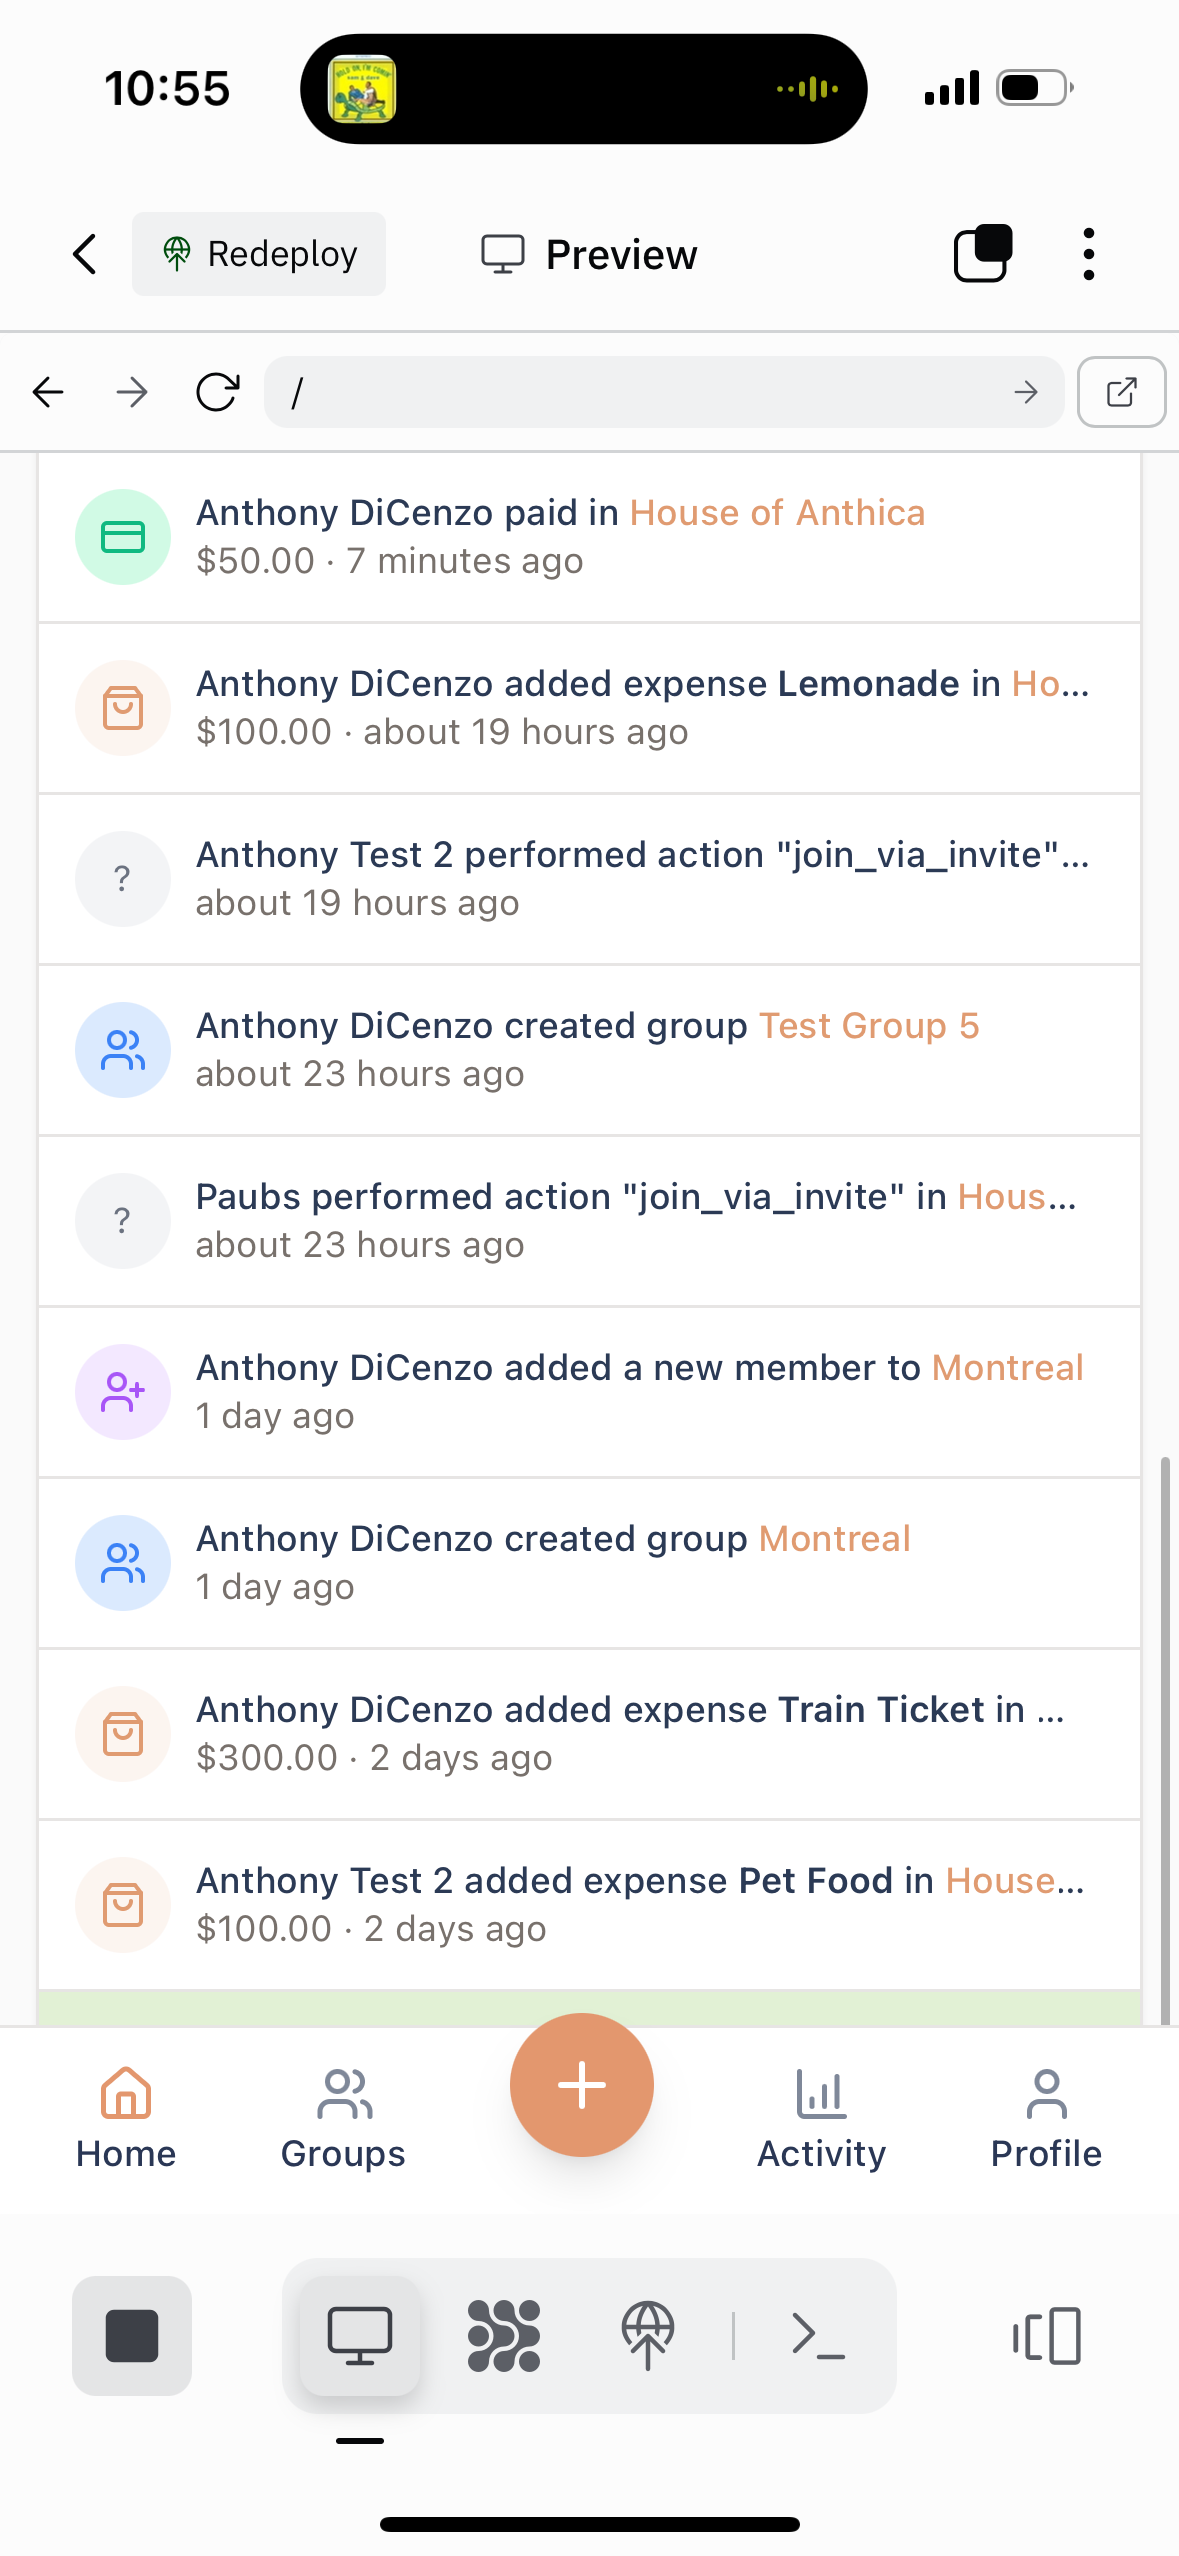 10:55
Redeploy
Preview
/
Anthony DiCenzo paid in House of Anthica
$50.00 · 7 minutes ago
Anthony DiCenzo added expense Lemonade in Ho...
$100.00 · about 19 hours ago
?
Anthony Test 2 performed action "join_via_invite"...
about 19 hours ago
Anthony DiCenzo created group Test Group 5
about 23 hours ago
?
Paubs performed action "join_via_invite" in Hous...
about 23 hours ago
Anthony DiCenzo added a new member to Montreal
1 day ago
Anthony DiCenzo created group Montreal
1 day ago
Anthony DiCenzo added expense Train Ticket in ...
$300.00 · 2 days ago
Anthony Test 2 added expense Pet Food in House...
$100.00 · 2 days ago
Home
Groups
Activity
Profile